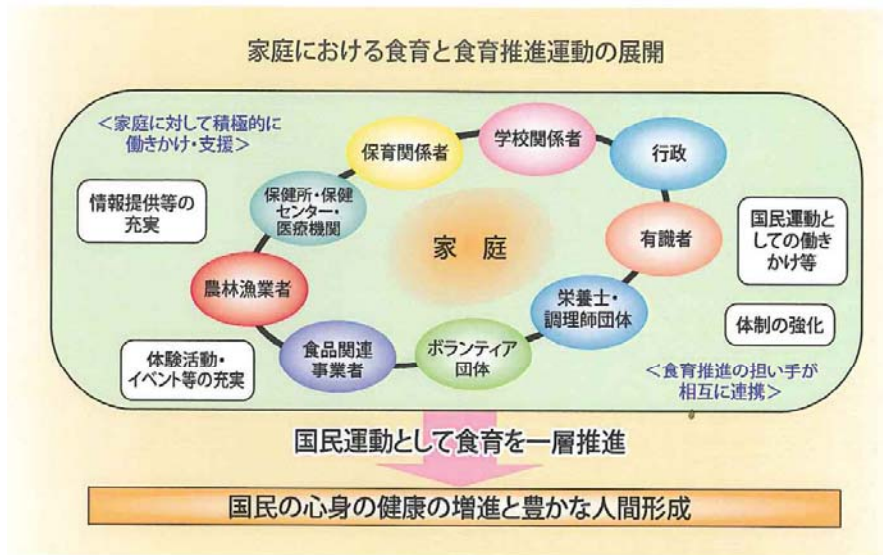 家庭における食育と食育推進運動の展開
＜家庭に対して積極的に
働きかけ・支援＞
保育関係者
学校関係者
行政
情報提供等の
充実
保健所・保健
センター・
医療機関
家 庭
有識者
国民運動と
しての働き
かけ等
農林漁業者
栄養士・
調理師団体
体制の強化
体験活動・
イベント等の充実
食品関連
事業者
ボランティア
団体
＜食育推進の担い手が
相互に連携＞
国民運動として食育を一層推進
国民の心身の健康の増進と豊かな人間形成